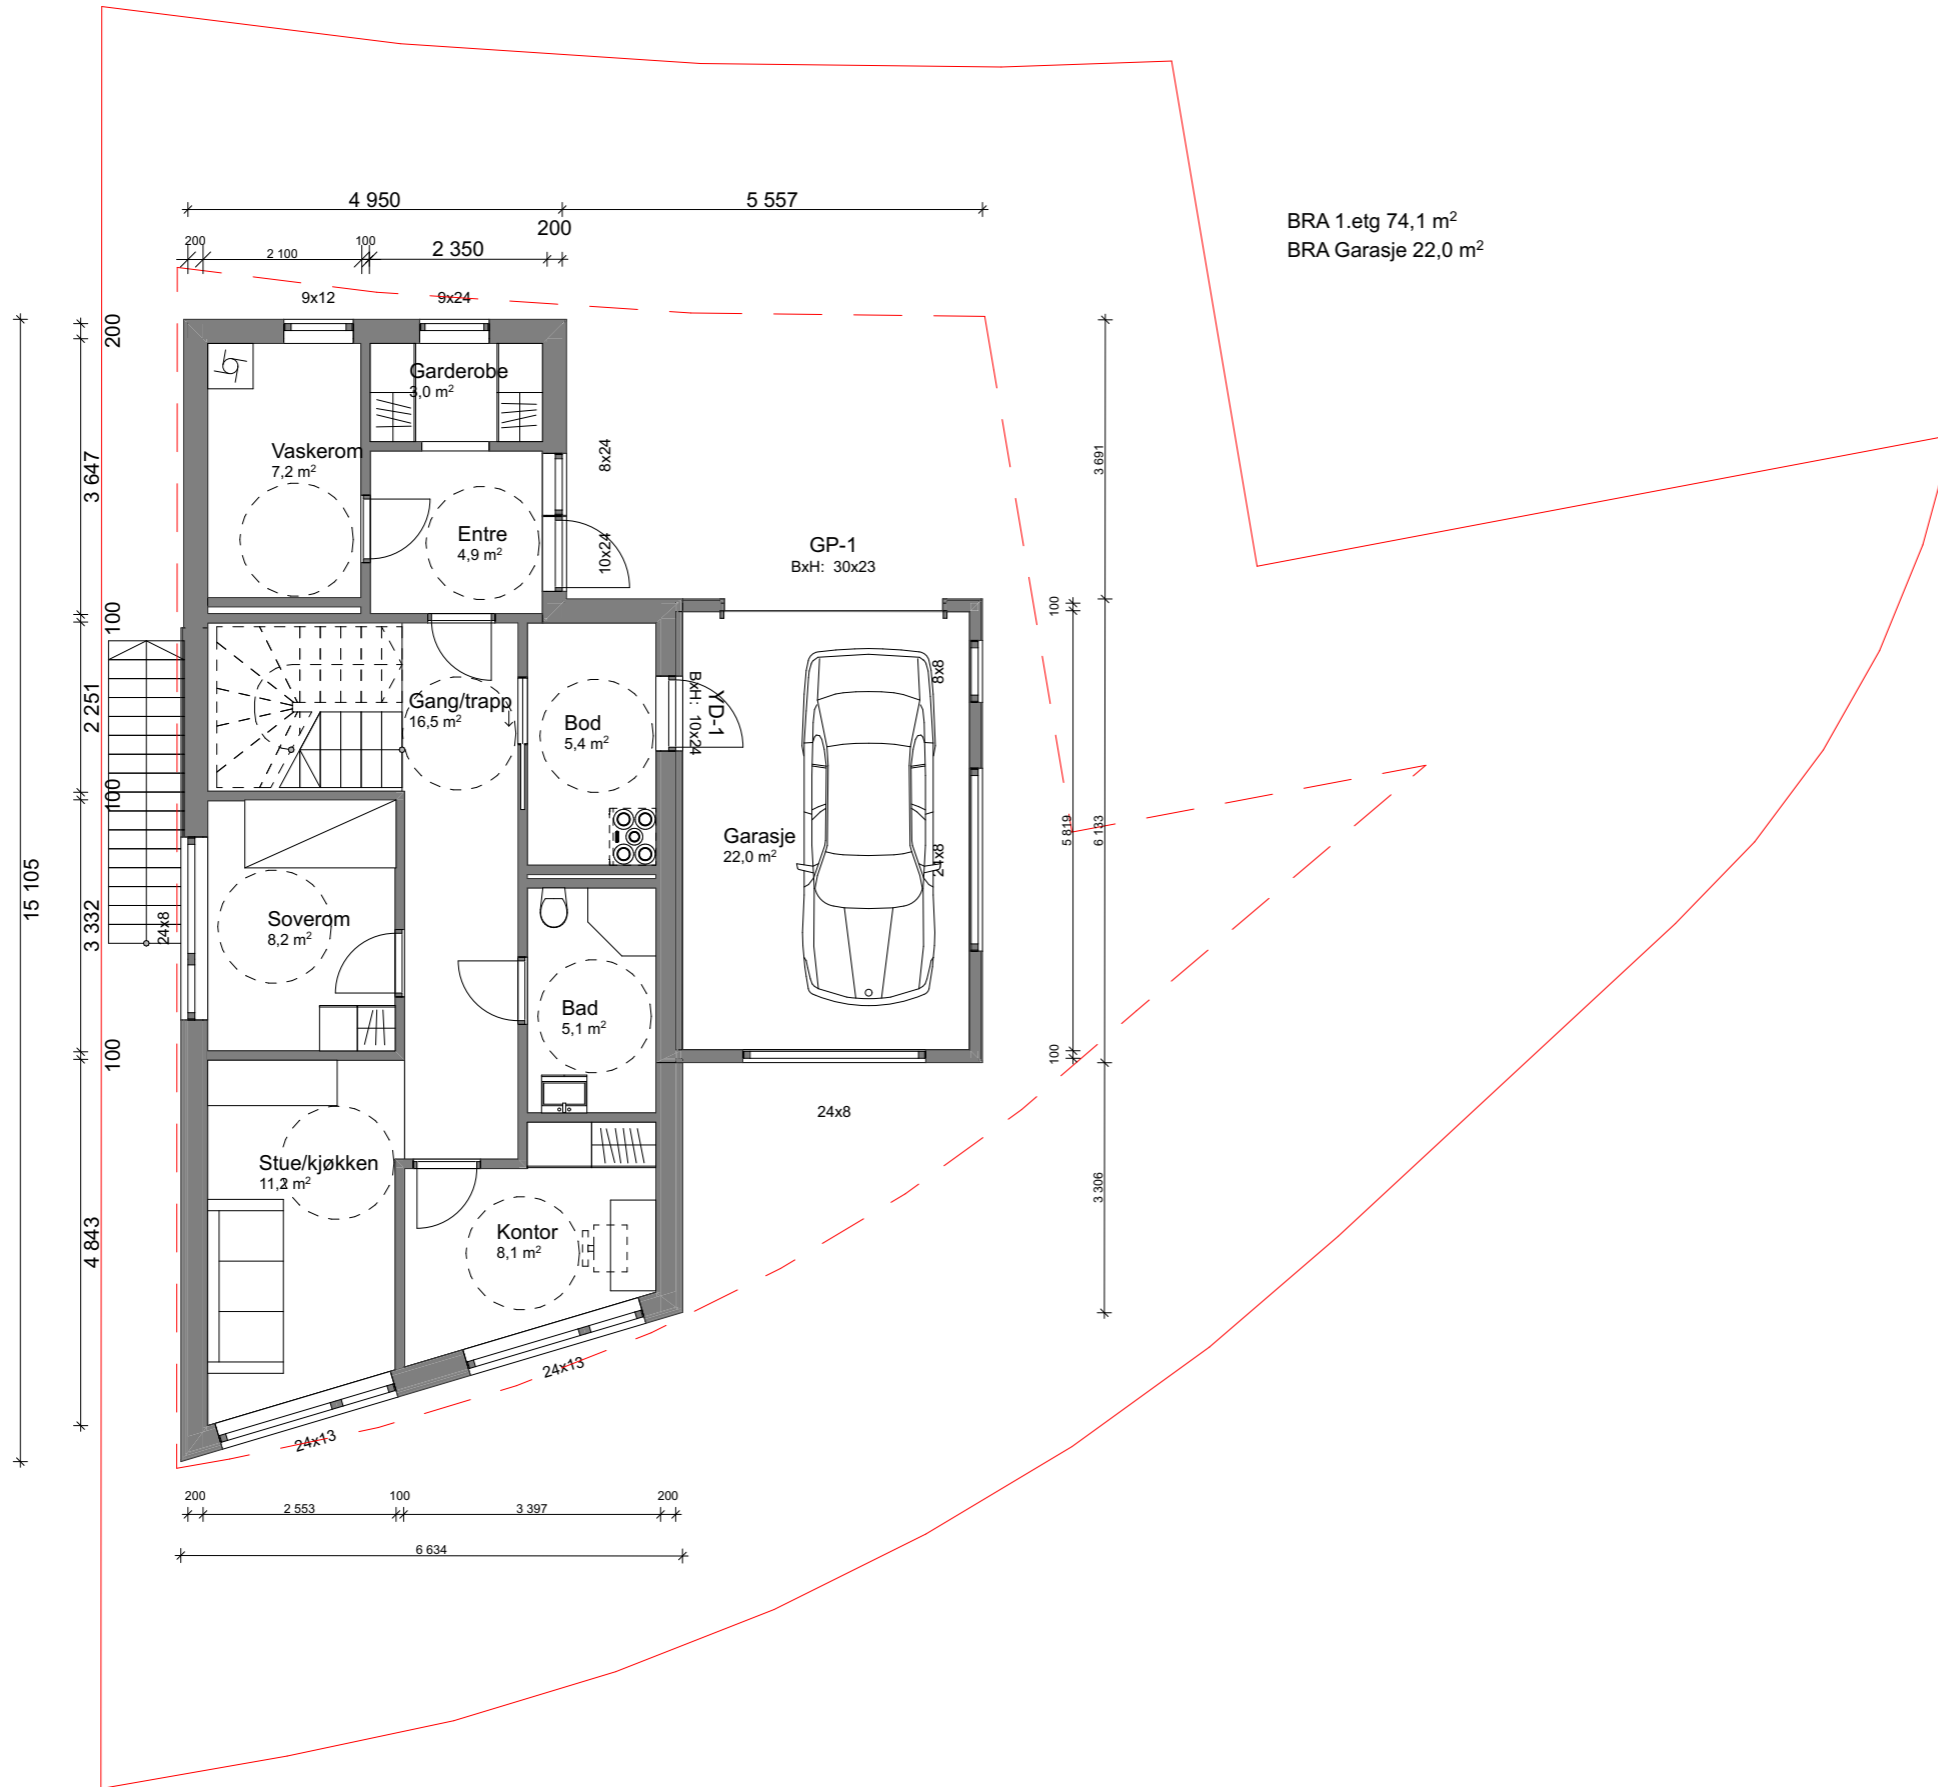 4 950
5 557
200
200
2 100
100
2 350
BRA 1.etg 74,1 m²
BRA Garasje 22,0 m²
9x12
9x24
200
Garderobe
3,0 m²
Vaskerom
7,2 m²
8x24
3 691
3 647
Entre
4,9 m²
10x24
GP-1
BxH: 30x23
100
100
2 251
Gang/trapp
16,5 m²
Bod
5,4 m²
YD-1
BxH: 10x24
8x8
100
Garasje
22,0 m²
24x8
5 819
6 133
15 105
3 332
24x8
Soverom
8,2 m²
Bad
5,1 m²
100
100
24x8
Stue/kjøkken
11,2 m²
3 306
4 843
Kontor
8,1 m²
24x13
24x13
200
2 553
100
3 397
200
6 634